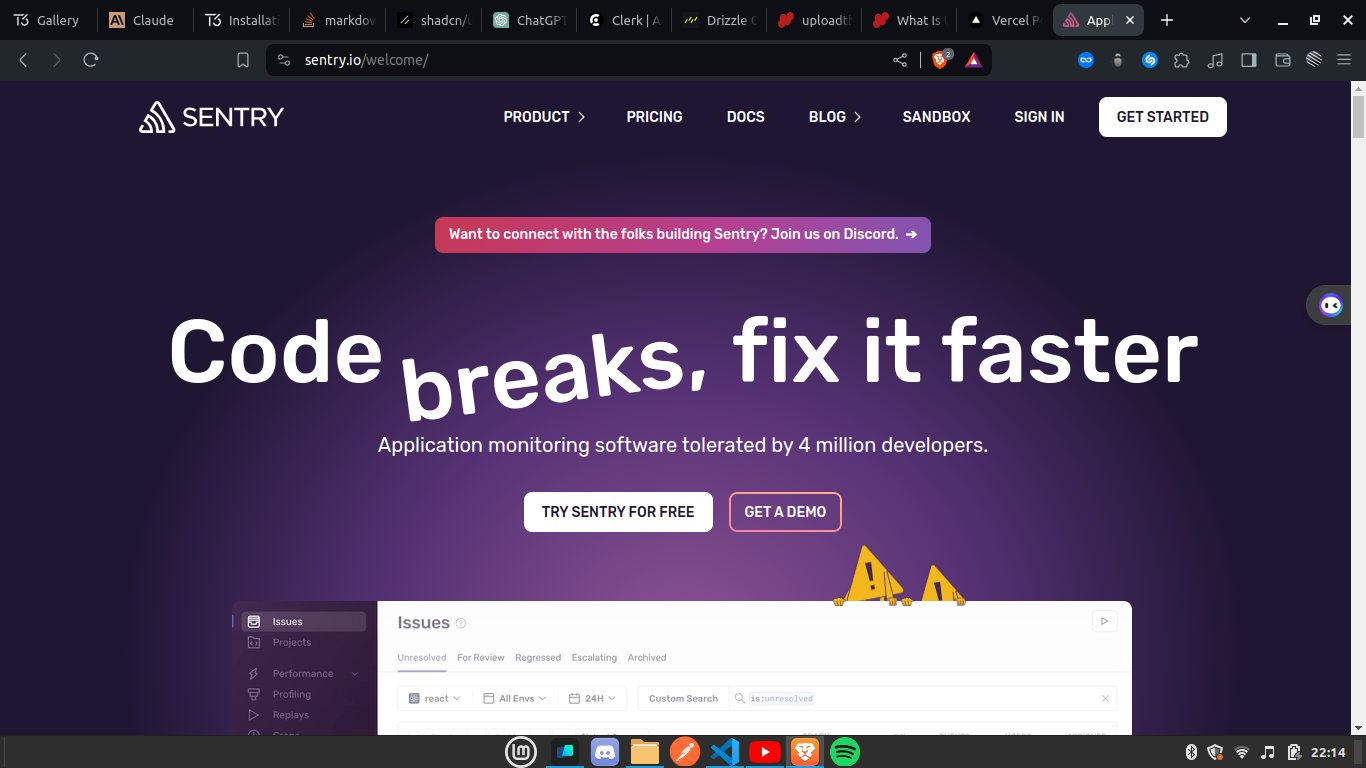 Gallery
Claude
Installati
markdow
shadcn/u
ChatGPT
Clerk | A
Drizzle O
uploadth
What Is U
Vercel Po
Appl
sentry.io/welcome/
2
SENTRY
PRODUCT
PRICING
DOCS
BLOG
SANDBOX
SIGN IN
GET STARTED
Want to connect with the folks building Sentry? Join us on Discord. ➔
Code breaks, fix it faster
Application monitoring software tolerated by 4 million developers.
TRY SENTRY FOR FREE
GET A DEMO
Issues
Projects
Performance
Profiling
Replays
Issues
Unresolved
For Review
Regressed
Escalating
Archived
react
All Envs
24H
Custom Search
is:unresolved
22:14